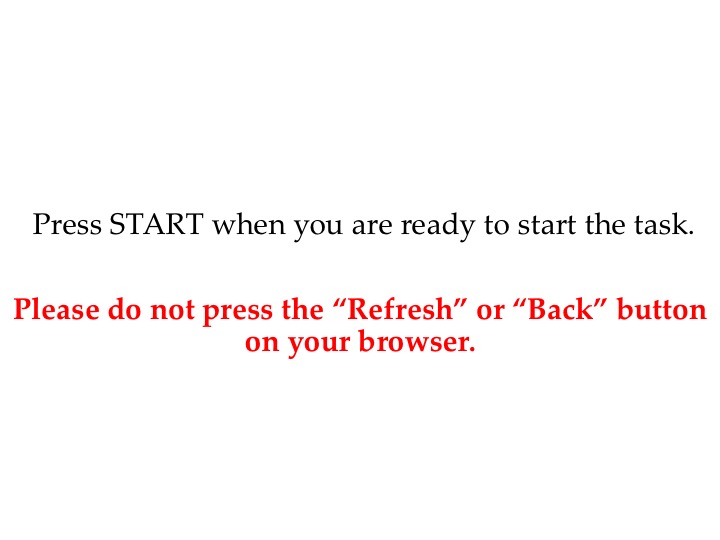 Press START when you are ready to start the task.
Please do not press the “Refresh” or “Back” button
on your browser.